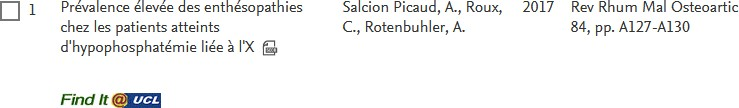 1 Prévalence élevée des enthésopathies Salcion Picaud, A., Roux, 2017 Rev Rhum Mal Osteoartic
chez les patients atteints C., Rotenbuhler, A. 84, pp. A127-A130
d'hypophosphatémie liée à l'X
Find It @ UCL